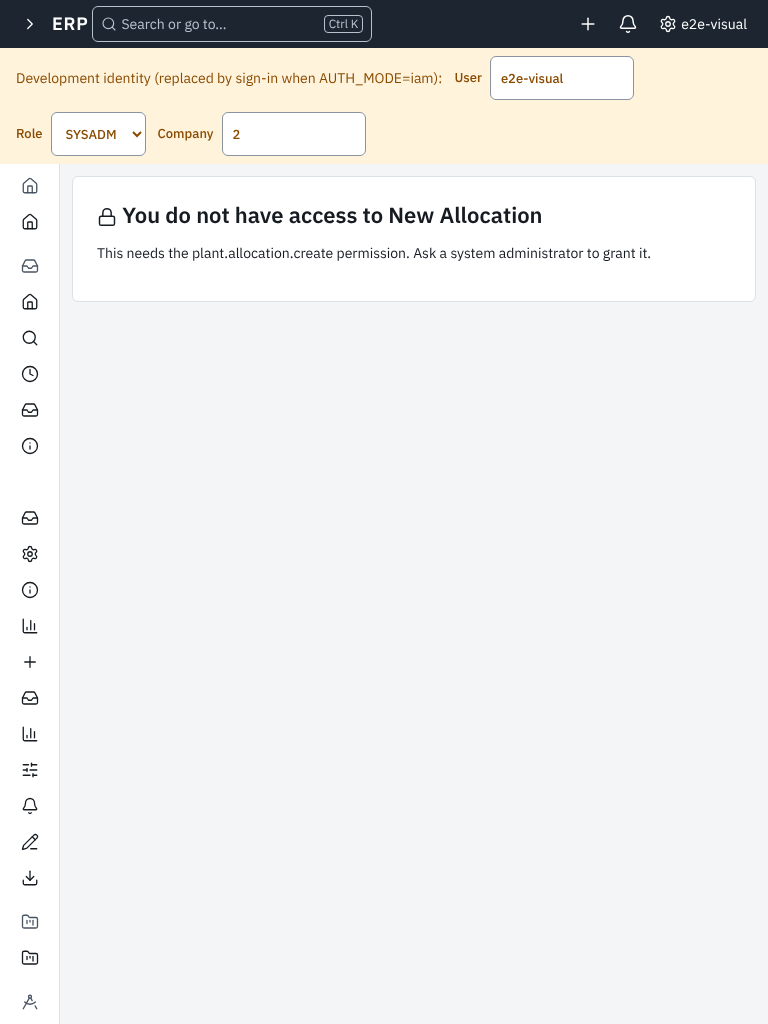 ERP Search or go to... Ctrl K e2e-visual
Development identity (replaced by sign-in when AUTH_MODE=iam): User e2e-visual
Role SYSADM Company 2
You do not have access to New Allocation
This needs the plant.allocation.create permission. Ask a system administrator to grant it.